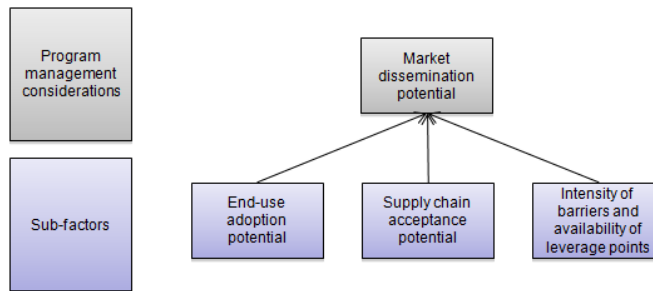 Program
management
considerations
Market
dissemination
potential
Sub-factors
End-use
adoption
potential
Supply chain
acceptance
potential
Intensity of
barriers and
availability of
leverage points